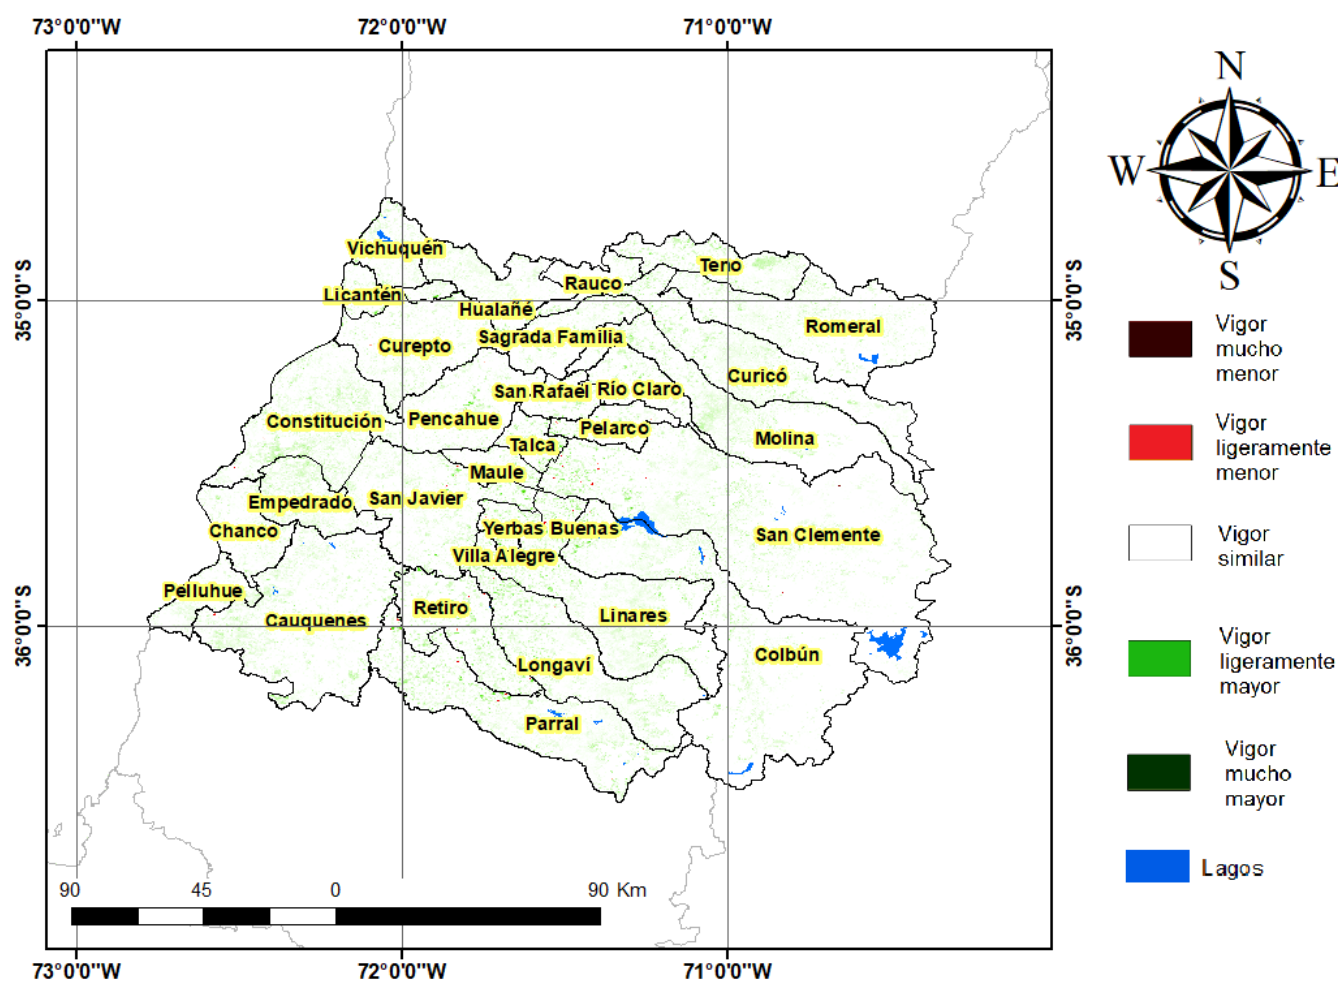 73°0'0"W
72°0'0"W
71°0'0"W
N
W
E
S
35°0'0"S
35°0'0"S
36°0'0"S
36°0'0"S
Vichuquén
Teno
Rauco
Licantén
Hualañé
Romeral
Sagrada Familia
Curepto
Curicó
San Rafael
Río Claro
Constitución
Pencahue
Pelarco
Molina
Talca
Maule
San Javier
Empedrado
Chanco
Yerbas Buenas
San Clemente
Villa Alegre
Pelluhue
Retiro
Linares
Cauquenes
Colbún
Longaví
Parral
Vigor
mucho
menor
Vigor
ligeramente
menor
Vigor
similar
Vigor
ligeramente
mayor
Vigor
mucho
mayor
Lagos
90
45
0
90 Km
73°0'0"W
72°0'0"W
71°0'0"W